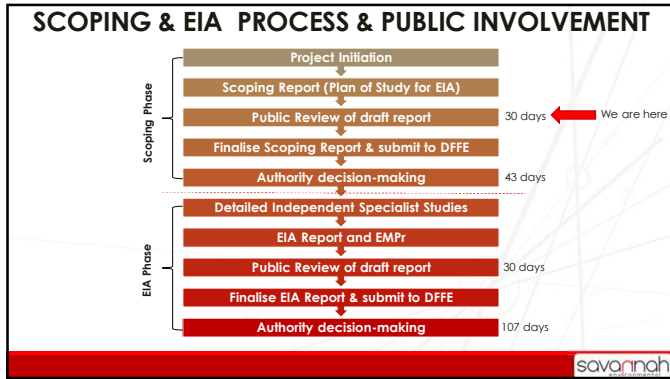 SCOPING & EIA PROCESS & PUBLIC INVOLVEMENT
Scoping Phase
Project Initiation
Scoping Report (Plan of Study for EIA)
Public Review of draft report
30 days
We are here
Finalise Scoping Report & submit to DFFE
Authority decision-making
43 days
EIA Phase
Detailed Independent Specialist Studies
EIA Report and EMPr
Public Review of draft report
30 days
Finalise EIA Report & submit to DFFE
Authority decision-making
107 days
savannah
environmental